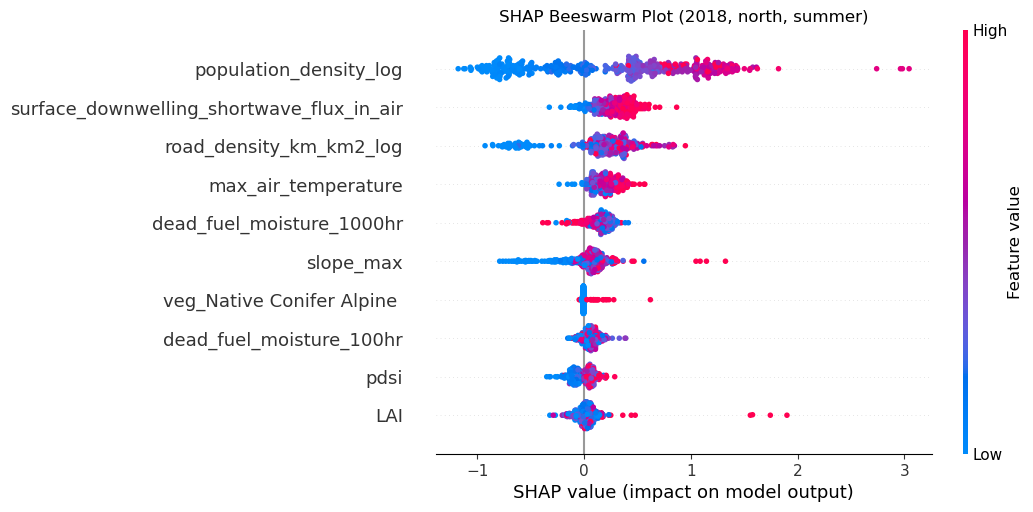 SHAP Beeswarm Plot (2018, north, summer)
High
population_density_log
surface_downwelling_shortwave_flux_in_air
road_density_km_km2_log
max_air_temperature
dead_fuel_moisture_1000hr
slope_max
veg_Native Conifer Alpine
dead_fuel_moisture_100hr
pdsi
LAI
Feature value
Low
−1 0 1 2 3
SHAP value (impact on model output)